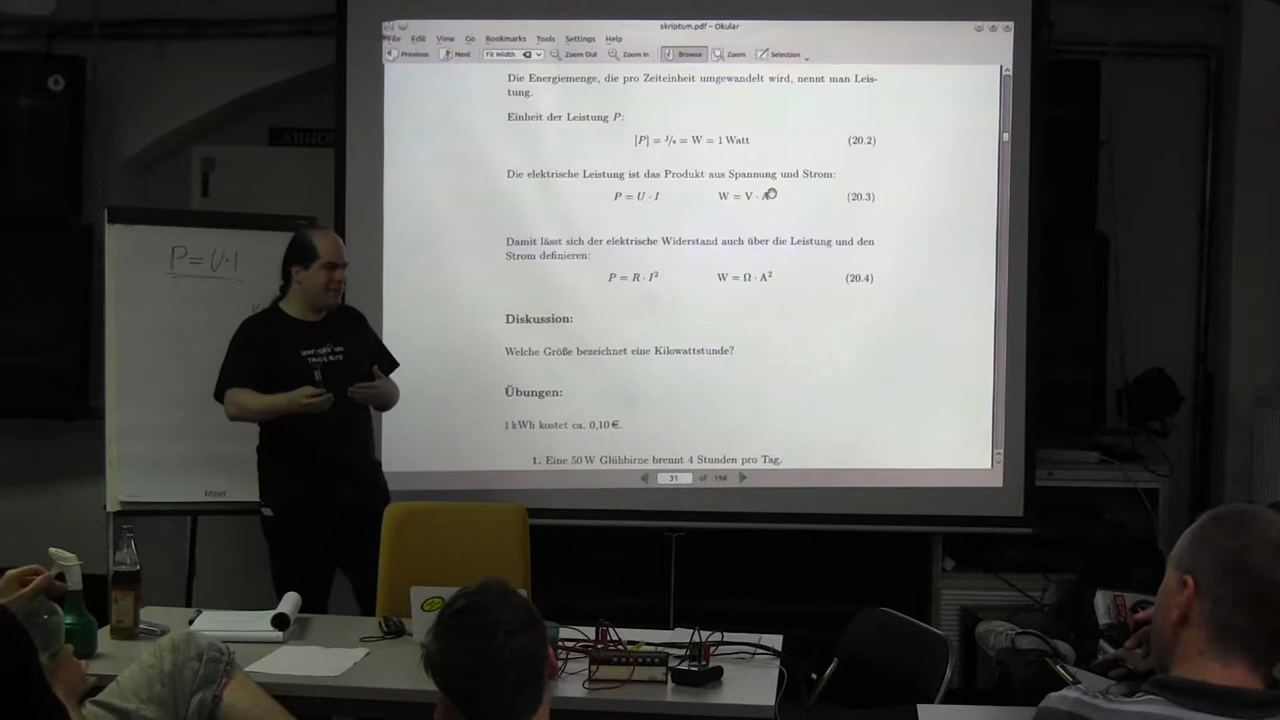 skriptum.pdf – Okular
File Edit View Go Bookmarks Tools Settings Help
Previous Next Fit Width Zoom Out Zoom In Browse Zoom Selection
Die Energiemenge, die pro Zeiteinheit umgewandelt wird, nennt man Leis-
tung.
Einheit der Leistung P:
[P] = J/s = W = 1 Watt (20.2)
Die elektrische Leistung ist das Produkt aus Spannung und Strom:
P = U · I W = V · A (20.3)
Damit lässt sich der elektrische Widerstand auch über die Leistung und den
Strom definieren:
P = R · I² W = Ω · A² (20.4)
Diskussion:
Welche Größe bezeichnet eine Kilowattstunde?
Übungen:
1 kWh kostet ca. 0,10 €.
1. Eine 50 W Glühbirne brennt 4 Stunden pro Tag.
31 of 194
P = U · I